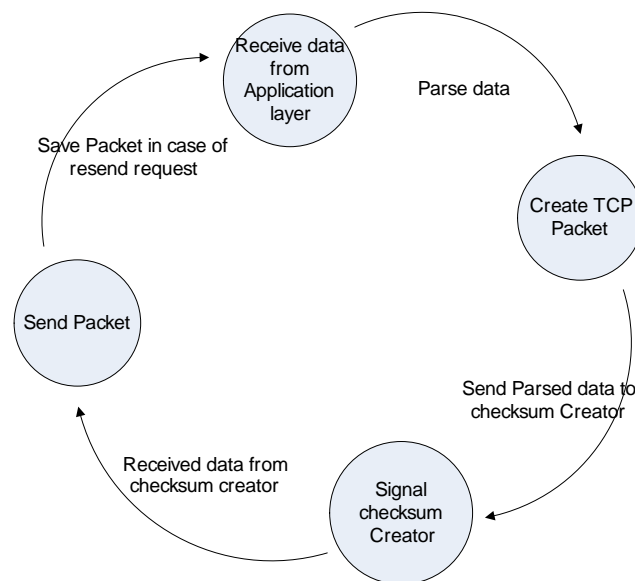 Receive data
from
Application
layer
Parse data
Save Packet in case of
resend request
Create TCP
Packet
Send Packet
Send Parsed data to
checksum Creator
Received data from
checksum creator
Signal
checksum
Creator